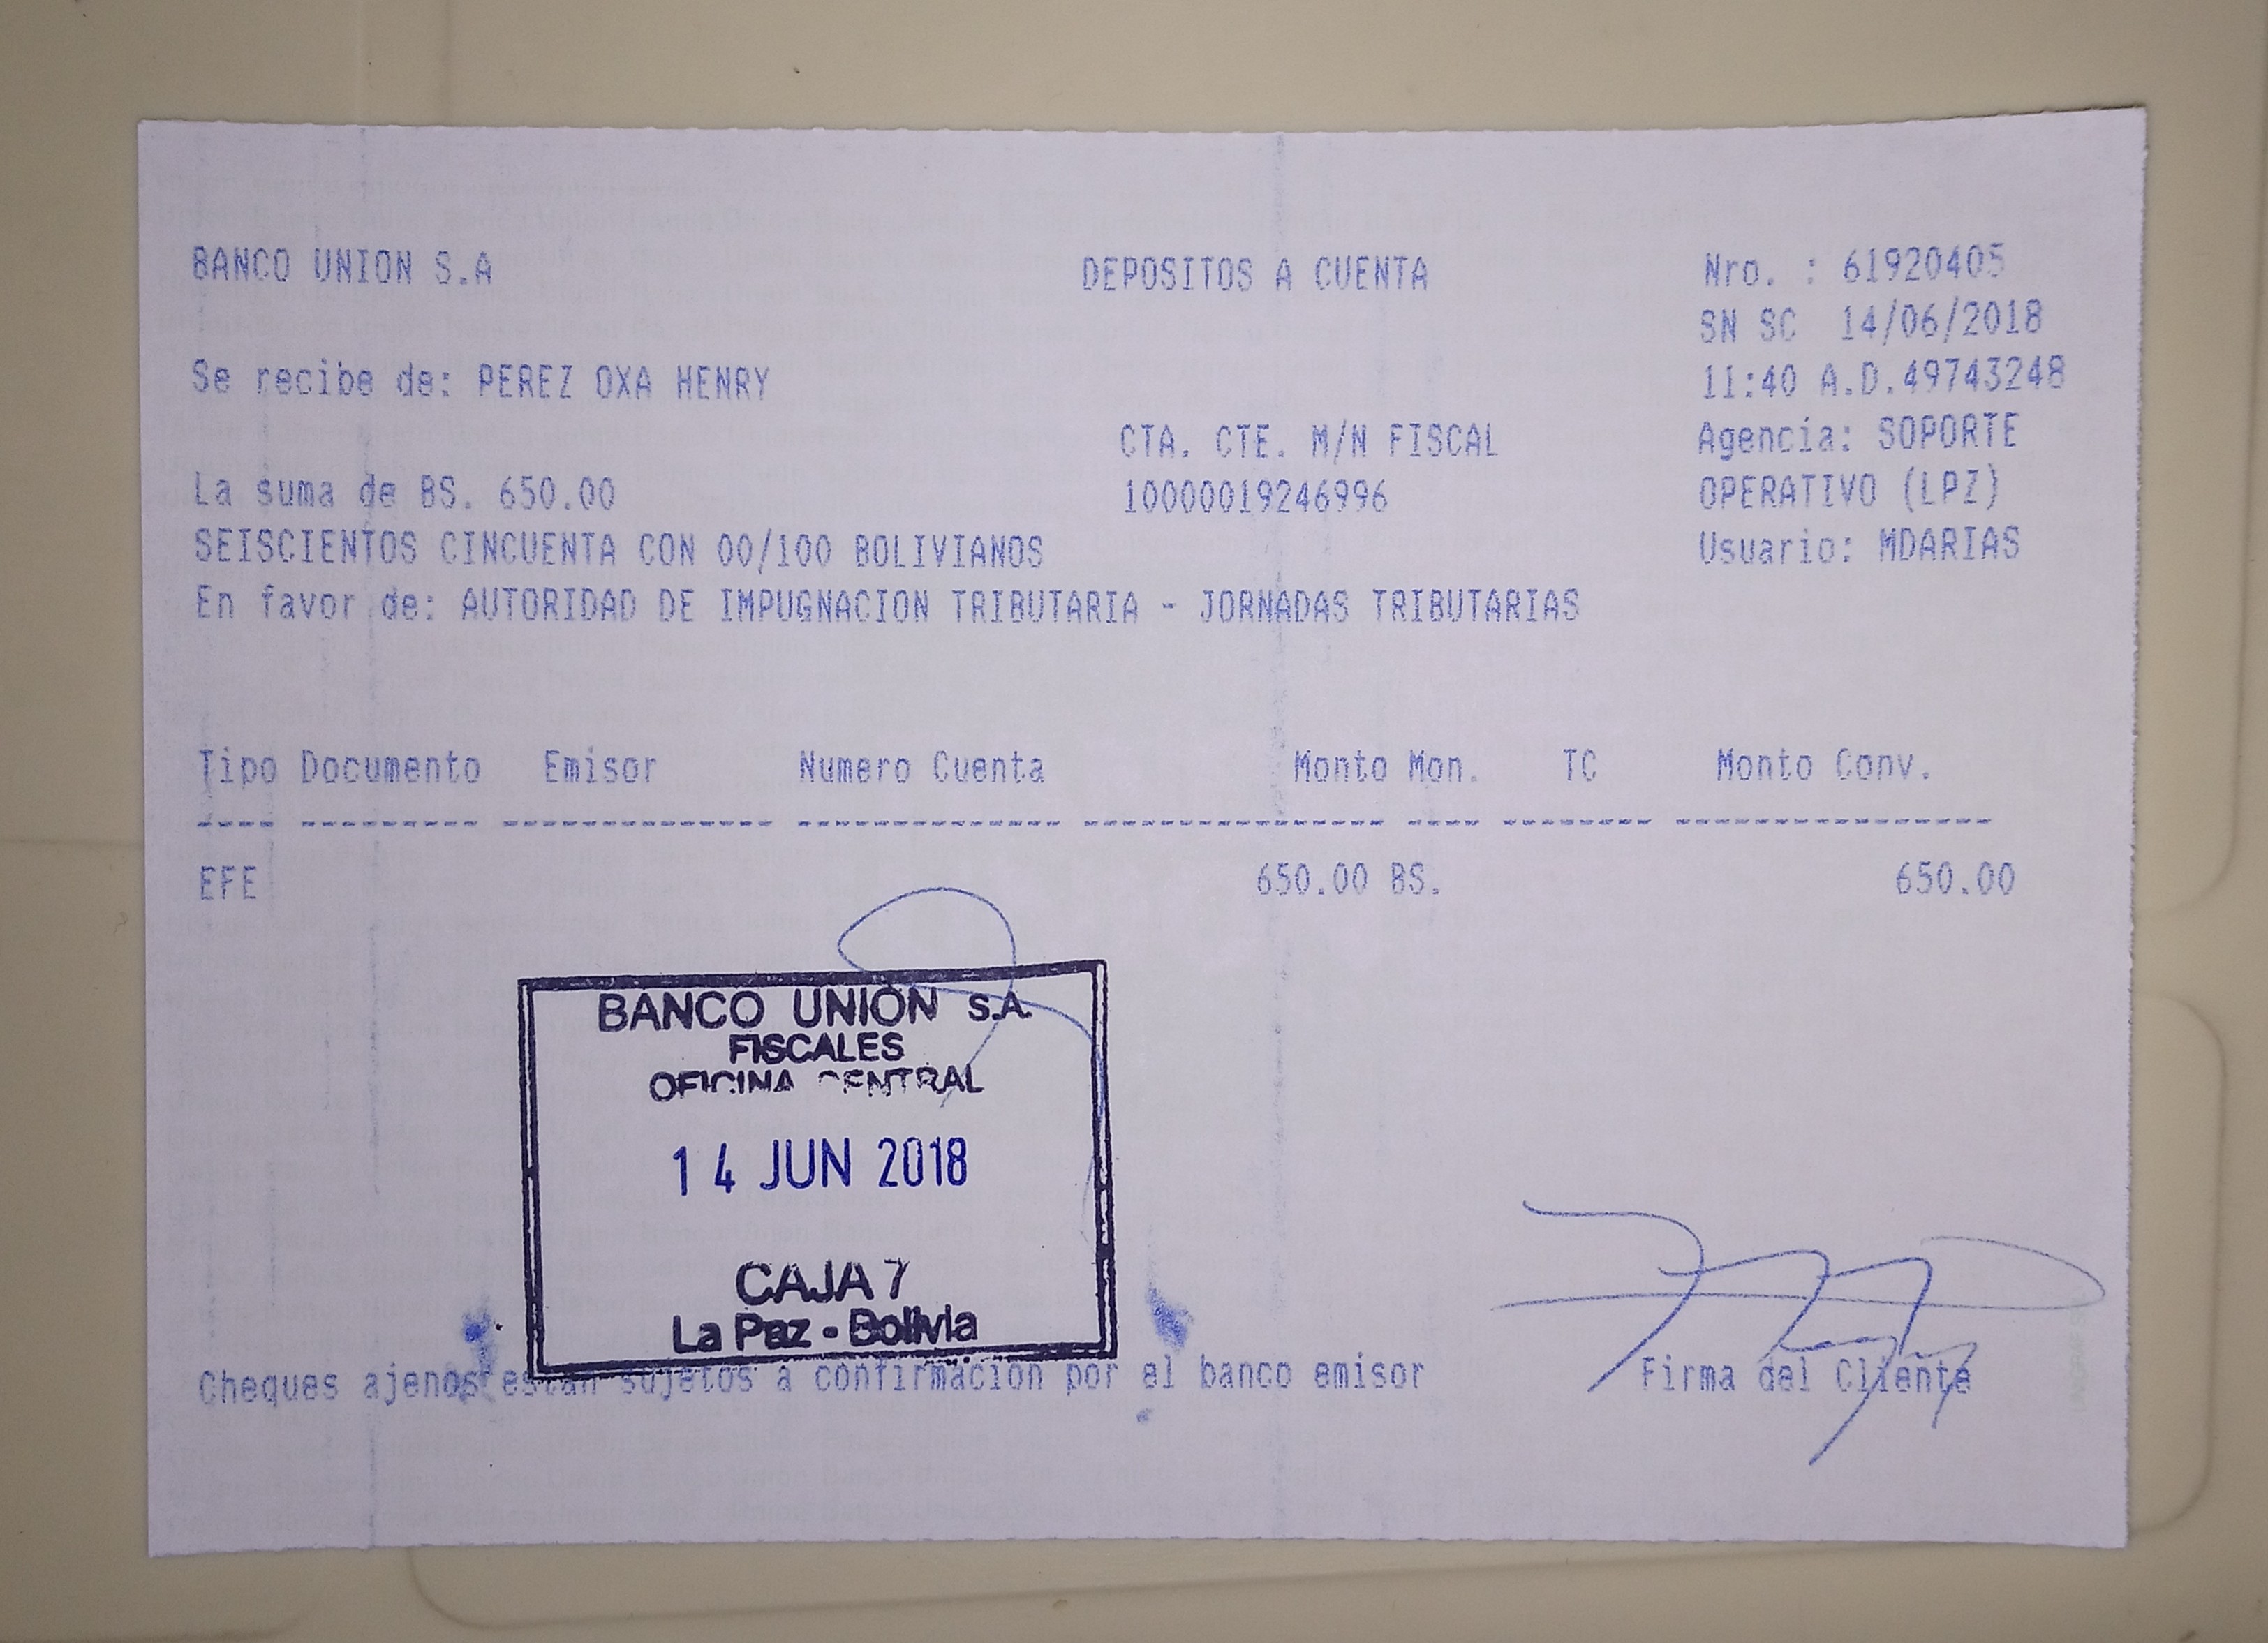 BANCO UNION S.A DEPOSITOS A CUENTA Nro. : 61920405
SN SC 14/06/2018
Se recibe de: PEREZ OXA HENRY 11:40 A.D.49743248
CTA. CTE. M/N FISCAL Agencia: SOPORTE
La suma de BS. 650.00 10000019246996 OPERATIVO (LPZ)
SEISCIENTOS CINCUENTA CON 00/100 BOLIVIANOS Usuario: MDARIAS
En favor de: AUTORIDAD DE IMPUGNACION TRIBUTARIA - JORNADAS TRIBUTARIAS
Tipo Documento Emisor Numero Cuenta Monto Mon. TC Monto Conv.
EFE 650.00 BS. 650.00
BANCO UNIÓN S.A.
FISCALES
OFICINA CENTRAL
14 JUN 2018
CAJA 7
La Paz - Bolivia
Cheques ajenos estan sujetos a confirmacion por el banco emisor Firma del Cliente